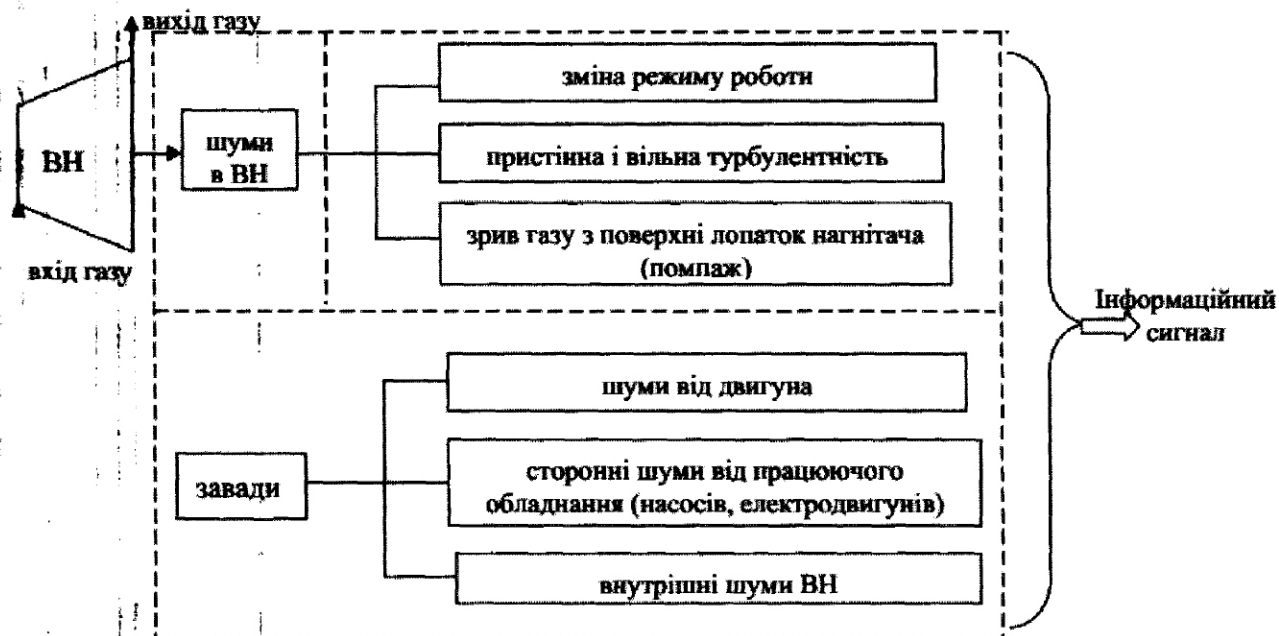 вихід газу
ВН
вхід газу
шуми
в ВН
зміна режиму роботи
пристінна і вільна турбулентність
зрив газу з поверхні лопаток нагнітача
(помпаж)
завади
шуми від двигуна
сторонні шуми від працюючого
обладнання (насосів, електродвигунів)
внутрішні шуми ВН
Інформаційний
сигнал